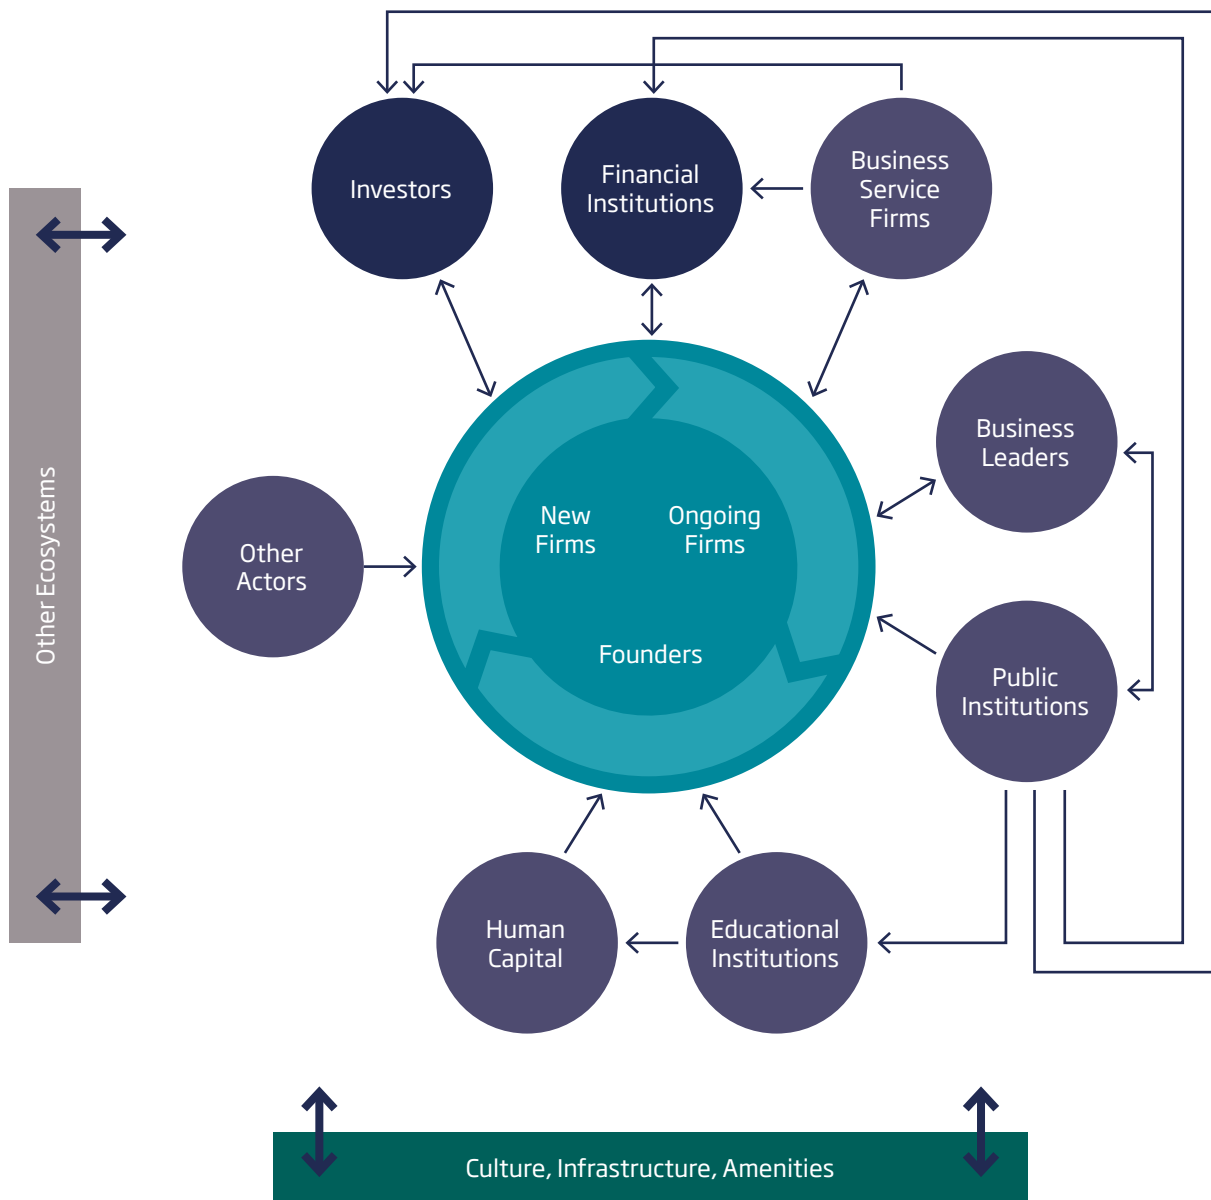 Investors
Financial
Institutions
Business
Service
Firms
Business
Leaders
New
Firms
Ongoing
Firms
Other Ecosystems
Other
Actors
Founders
Public
Institutions
Human
Capital
Educational
Institutions
Culture, Infrastructure, Amenities